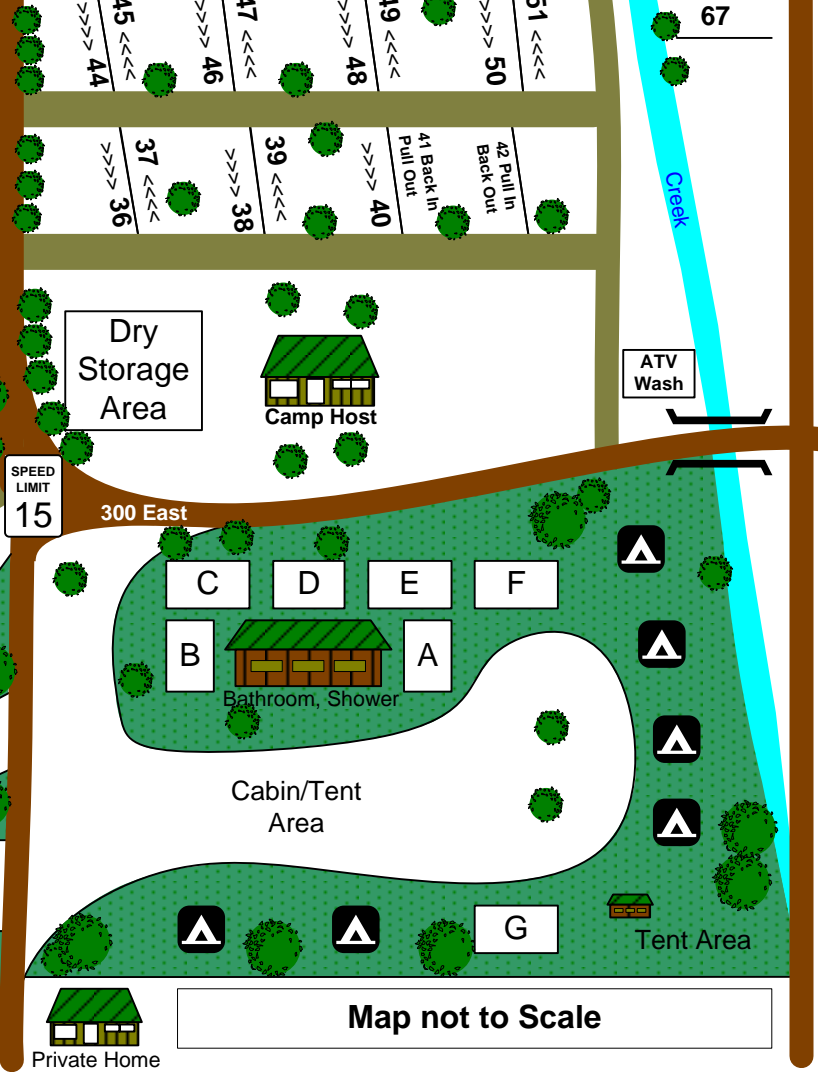 45 <<<<
>>>> 44
47 <<<<
>>>> 46
49 <<<<
>>>> 48
51 <<<<
>>>> 50
67
37 <<<<
>>>> 36
39 <<<<
>>>> 38
41 Back In
Pull Out
>>>> 40
42 Pull In
Back Out
Creek
Dry
Storage
Area
Camp Host
ATV
Wash
SPEED
LIMIT
15
300 East
C
D
E
F
B
A
Bathroom, Shower
Cabin/Tent
Area
G
Tent Area
Map not to Scale
Private Home